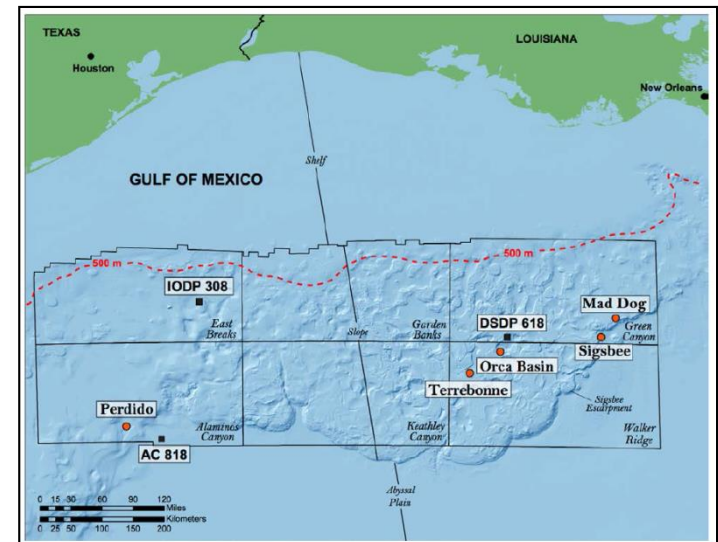 TEXAS
LOUISIANA
Houston
New Orleans
Shelf
GULF OF MEXICO
500 m
500 m
IODP 308
Mad Dog
East
Breaks
Slope
Garden
Banks
DSDP 618
Green
Canyon
Sigsbee
Orca Basin
Terrebonne
Sigsbee
Escarpment
Perdido
Alaminos
Canyon
Keathley
Canyon
Walker
Ridge
AC 818
Abyssal
Plain
0 15 30 60 90 120
Miles
Kilometers
0 25 50 100 150 200